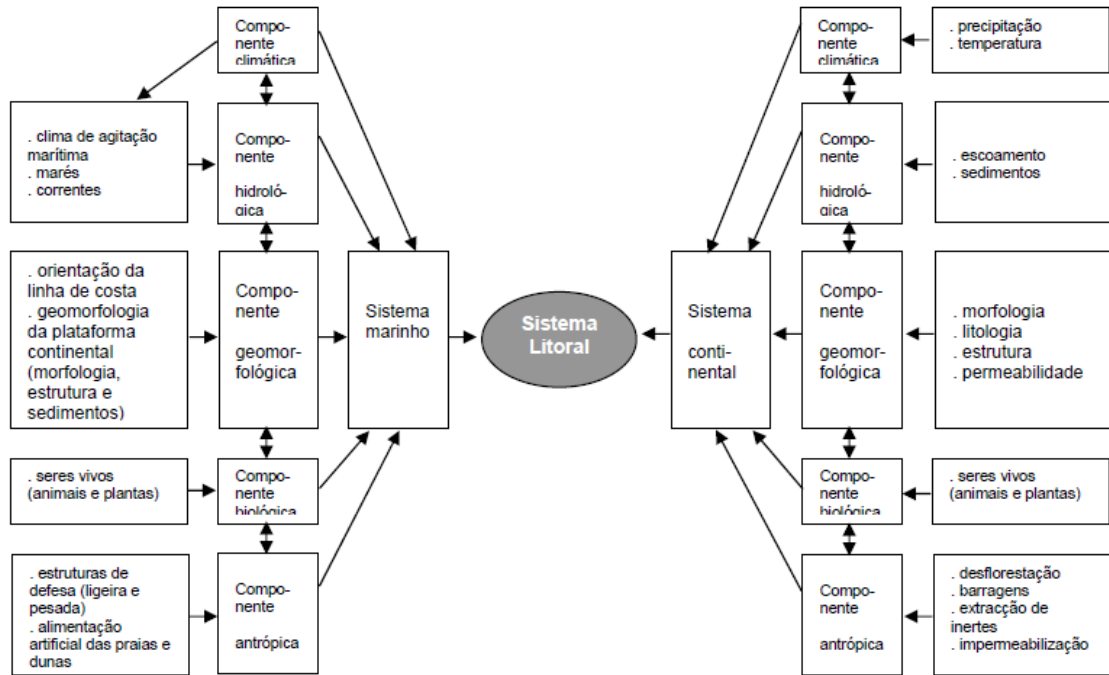 Compo-
nente
climática
. clima de agitação
marítima
. marés
. correntes
Compo-
nente
hidroló-
gica
. orientação da
linha de costa
. geomorfologia
da plataforma
continental
(morfologia,
estrutura e
sedimentos)
Compo-
nente
geomor-
fológica
Sistema
marinho
. seres vivos
(animais e plantas)
Compo-
nente
biológica
. estruturas de
defesa (ligeira e
pesada)
. alimentação
artificial das praias e
dunas
Compo-
nente
antrópica
Sistema
Litoral
Sistema
conti-
nental
Compo-
nente
climática
. precipitação
. temperatura
Compo-
nente
hidroló-
gica
. escoamento
. sedimentos
Compo-
nente
geomor-
fológica
. morfologia
. litologia
. estrutura
. permeabilidade
Compo-
nente
biológica
. seres vivos
(animais e plantas)
Compo-
nente
antrópica
. desflorestação
. barragens
. extracção de
inertes
. impermeabilização